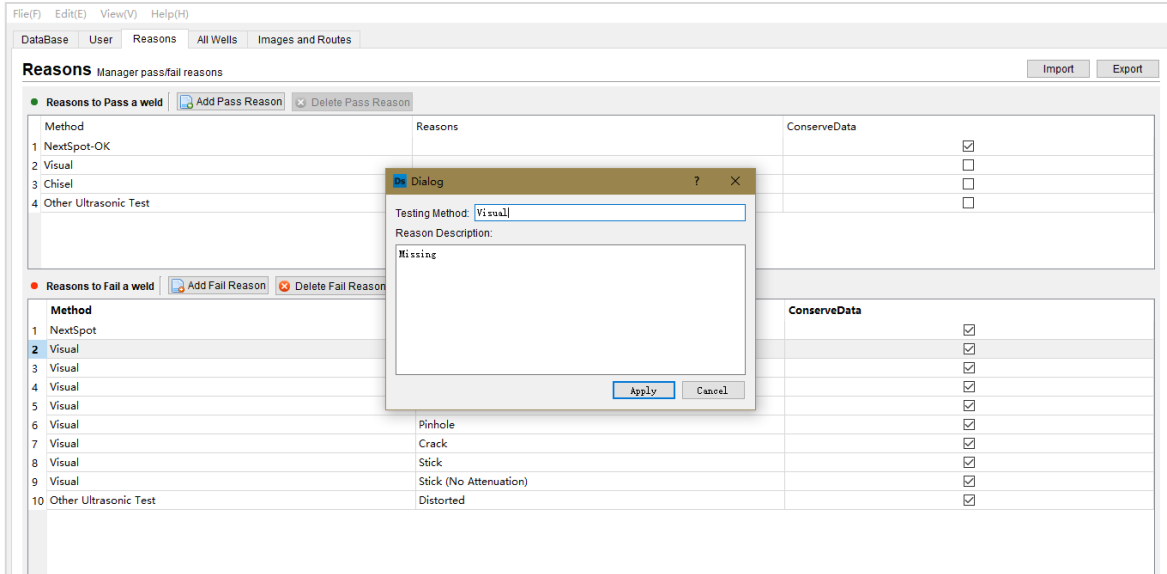 Flie(F) Edit(E) View(V) Help(H)
DataBase User Reasons All Wells Images and Routes
Reasons Manager pass/fail reasons Import Export
Reasons to Pass a weld Add Pass Reason Delete Pass Reason
Method Reasons ConserveData
1 NextSpot-OK
2 Visual
3 Chisel
4 Other Ultrasonic Test
Ds Dialog ? 
Testing Method: Visual
Reason Description:
Missing
Apply Cancel
Reasons to Fail a weld Add Fail Reason Delete Fail Reason
Method ConserveData
1 NextSpot
2 Visual
3 Visual
4 Visual
5 Visual
6 Visual Pinhole
7 Visual Crack
8 Visual Stick
9 Visual Stick (No Attenuation)
10 Other Ultrasonic Test Distorted